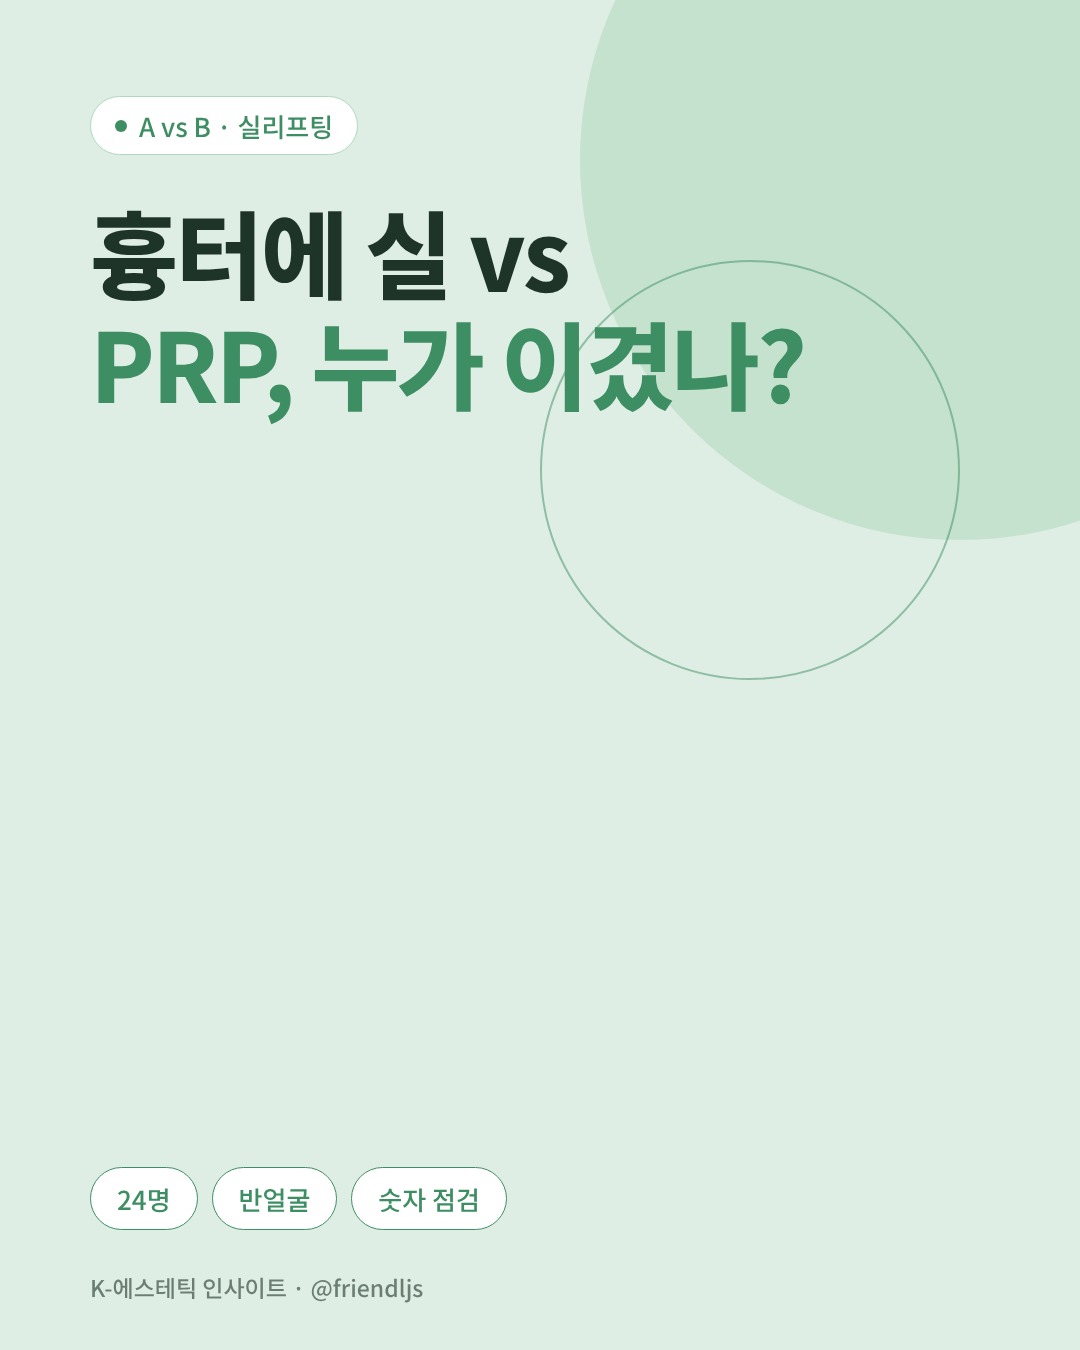 A vs B · 실리프팅
흉터에 실 vs
PRP, 누가 이겼나?
24명
반얼굴
숫자 점검
K-에스테틱 인사이트 · @friendljs